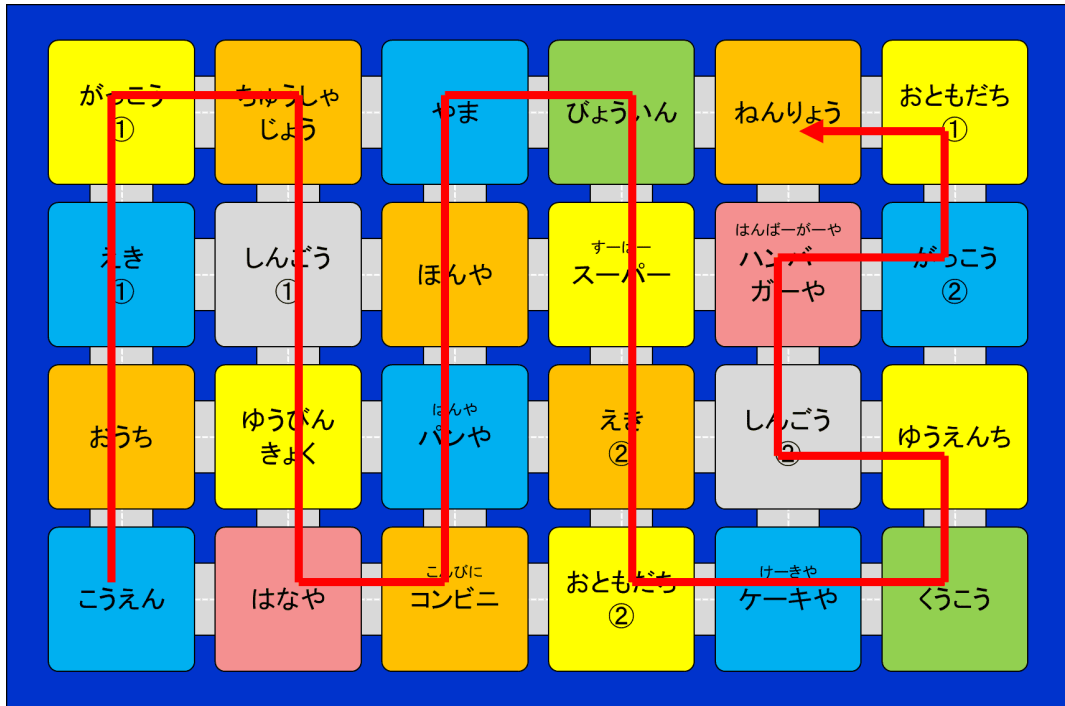 がっこう
①
ちゅうしゃ
じょう
やま
びょういん
ねんりょう
おともだち
①
えき
①
しんごう
①
ほんや
すーぱー
スーパー
はんばーがーや
ハンバー
ガーや
がっこう
②
おうち
ゆうびん
きょく
ぱんや
パンや
えき
②
しんごう
②
ゆうえんち
こうえん
はなや
こんびに
コンビニ
おともだち
②
けーきや
ケーキや
くうこう